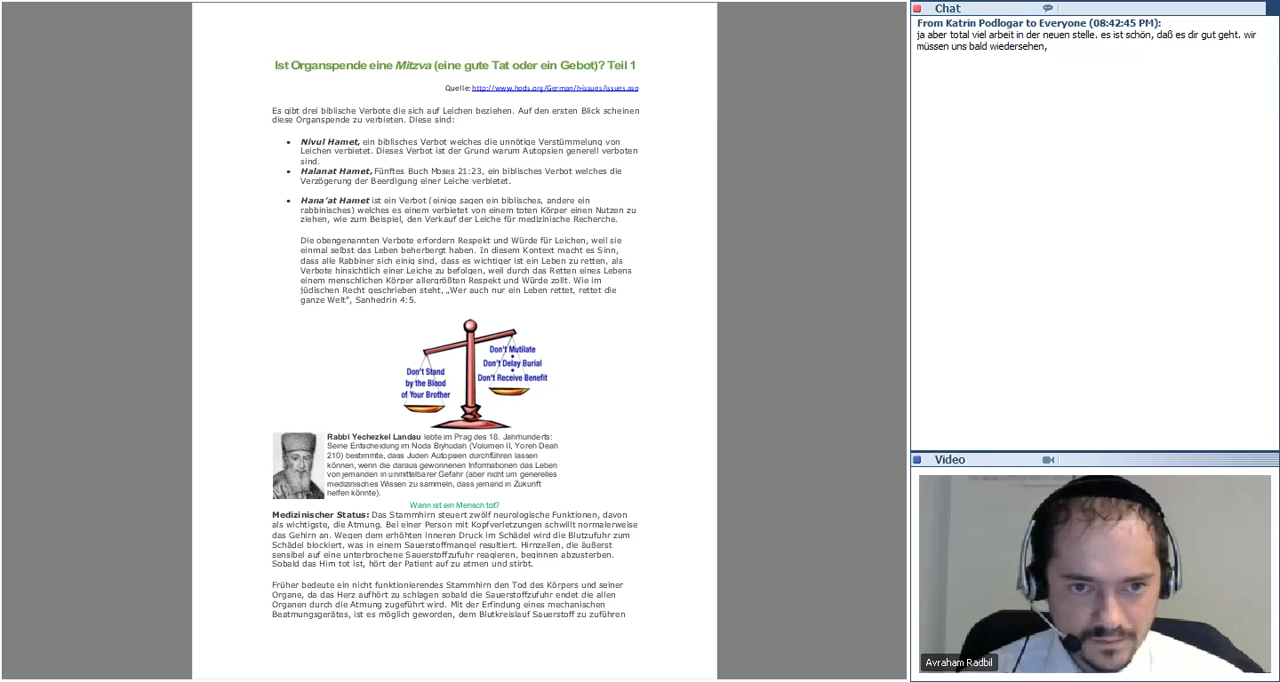 Ist Organspende eine Mitzva (eine gute Tat oder ein Gebot)? Teil 1
Quelle: http://www.hods.org/German/h-issues/issues.asp
Es gibt drei biblische Verbote die sich auf Leichen beziehen. Auf den ersten Blick scheinen
diese Organspende zu verbieten. Diese sind:
• Nivul Hamet, ein biblisches Verbot welches die unnötige Verstümmelung von
Leichen verbietet. Dieses Verbot ist der Grund warum Autopsien generell verboten
sind.
• Halanat Hamet, Fünftes Buch Moses 21:23, ein biblisches Verbot welches die
Verzögerung der Beerdigung einer Leiche verbietet.
• Hana'at Hamet ist ein Verbot (einige sagen ein biblisches, andere ein
rabbinisches) welches es einem verbietet von einem toten Körper einen Nutzen zu
ziehen, wie zum Beispiel, den Verkauf der Leiche für medizinische Recherche.
Die obengenannten Verbote erfordern Respekt und Würde für Leichen, weil sie
einmal selbst das Leben beherbergt haben. In diesem Kontext macht es Sinn,
dass alle Rabbiner sich einig sind, dass es wichtiger ist ein Leben zu retten, als
Verbote hinsichtlich einer Leiche zu befolgen, weil durch das Retten eines Lebens
einem menschlichen Körper allergrößten Respekt und Würde zollt. Wie im
jüdischen Recht geschrieben steht, „Wer auch nur ein Leben rettet, rettet die
ganze Welt", Sanhedrin 4:5.
Don't Stand
by the Blood
of Your Brother
Don't Mutilate
•
Don't Delay Burial
•
Don't Receive Benefit
Rabbi Yechezkel Landau lebte im Prag des 18. Jahrhunderts:
Seine Entscheidung im Noda Biyhudah (Volumen II, Yoreh Deah
210) bestimmte, dass Juden Autopsien durchführen lassen
können, wenn die daraus gewonnenen Informationen das Leben
von jemanden in unmittelbarer Gefahr (aber nicht um generelles
medizinisches Wissen zu sammeln, dass jemand in Zukunft
helfen könnte).
Wann ist ein Mensch tot?
Medizinischer Status: Das Stammhirn steuert zwölf neurologische Funktionen, davon
als wichtigste, die Atmung. Bei einer Person mit Kopfverletzungen schwillt normalerweise
das Gehirn an. Wegen dem erhöhten inneren Druck im Schädel wird die Blutzufuhr zum
Schädel blockiert, was in einem Sauerstoffmangel resultiert. Hirnzellen, die äußerst
sensibel auf eine unterbrochene Sauerstoffzufuhr reagieren, beginnen abzusterben.
Sobald das Hirn tot ist, hört der Patient auf zu atmen und stirbt.
Früher bedeute ein nicht funktionierendes Stammhirn den Tod des Körpers und seiner
Organe, da das Herz aufhört zu schlagen sobald die Sauerstoffzufuhr endet die allen
Organen durch die Atmung zugeführt wird. Mit der Erfindung eines mechanischen
Beatmungsgerätes, ist es möglich geworden, dem Blutkreislauf Sauerstoff zu zuführen
Chat
From Katrin Podlogar to Everyone (08:42:45 PM):
ja aber total viel arbeit in der neuen stelle. es ist schön, daß es dir gut geht. wir
müssen uns bald wiedersehen,
Video
Avraham Radbil